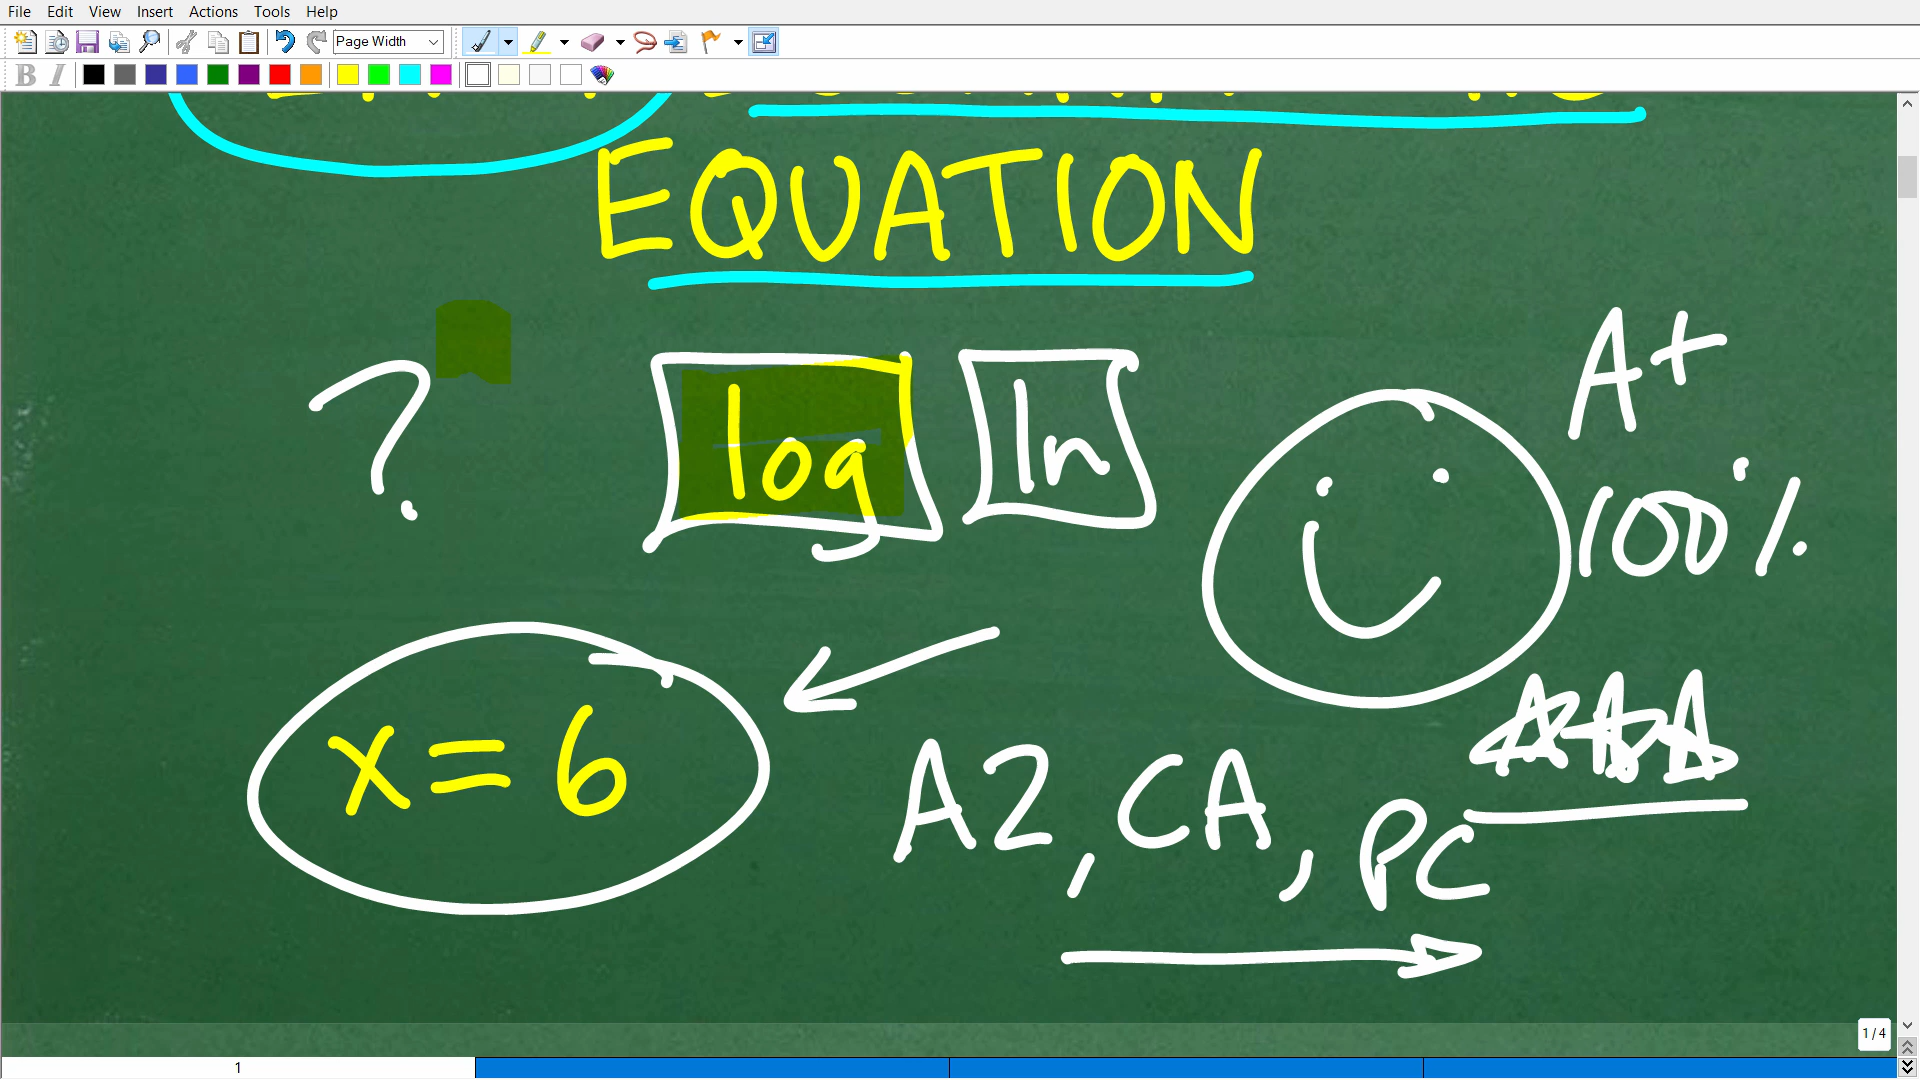 File Edit View Insert Actions Tools Help
Page Width
B I
EQUATION
? log ln A+
100%
x = 6
A2, CA, PC
1 / 4
1